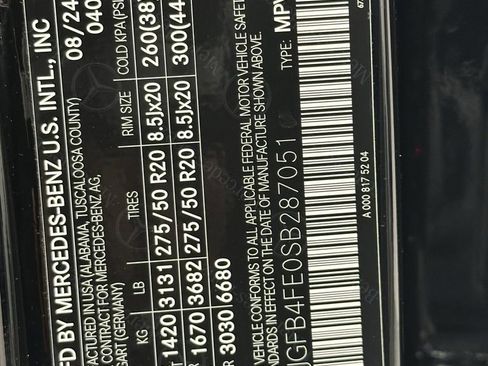 ED BY MERCEDES-BENZ U.S. INTL., INC
08/24
FACTURED IN USA (ALABAMA, TUSCALOOSA COUNTY)
CONTRACT FOR MERCEDES-BENZ AG,
GART (GERMANY)
040
KG LB TIRES RIM SIZE COLD KPA(PSI
1420 3131 275/50 R20 8.5Jx20 260(38
1670 3682 275/50 R20 8.5Jx20 300(44
3030 6680
VEHICLE CONFORMS TO ALL APPLICABLE FEDERAL MOTOR VEHICLE SAFETY
EFFECT ON THE DATE OF MANUFACTURE SHOWN ABOVE.
JGFB4FE0SB287051 TYPE: MPV
A 000 817 52 04